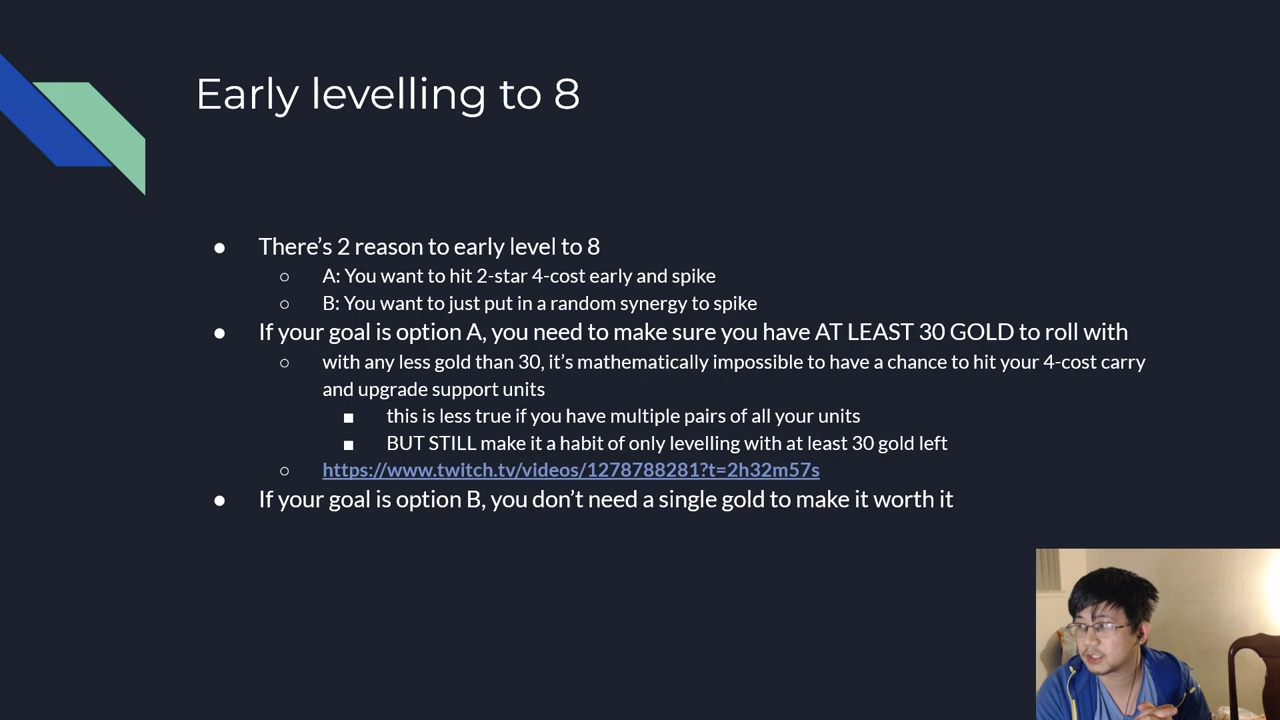 Early levelling to 8
There's 2 reason to early level to 8
A: You want to hit 2-star 4-cost early and spike
B: You want to just put in a random synergy to spike
If your goal is option A, you need to make sure you have AT LEAST 30 GOLD to roll with
with any less gold than 30, it's mathematically impossible to have a chance to hit your 4-cost carry
and upgrade support units
this is less true if you have multiple pairs of all your units
BUT STILL make it a habit of only levelling with at least 30 gold left
https://www.twitch.tv/videos/1278788281?t=2h32m57s
If your goal is option B, you don't need a single gold to make it worth it